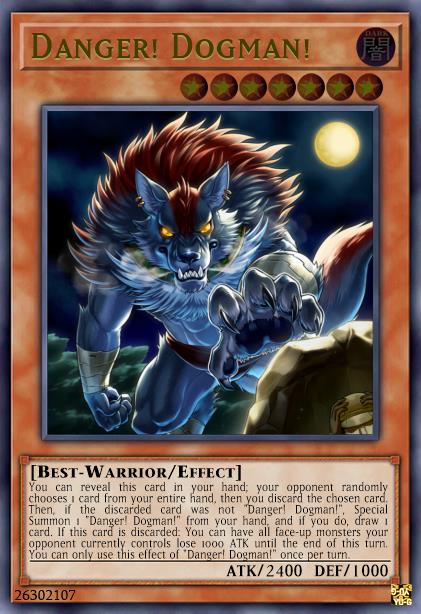 Danger! Dogman!
DARK
闇
[Best-Warrior/Effect]
You can reveal this card in your hand; your opponent randomly
chooses 1 card from your entire hand, then you discard the chosen card.
Then, if the discarded card was not "Danger! Dogman!", Special
Summon 1 "Danger! Dogman!" from your hand, and if you do, draw 1
card. If this card is discarded: You can have all face-up monsters your
opponent currently controls lose 1000 ATK until the end of this turn.
You can only use this effect of "Danger! Dogman!" once per turn.
ATK/2400 DEF/1000
26302107